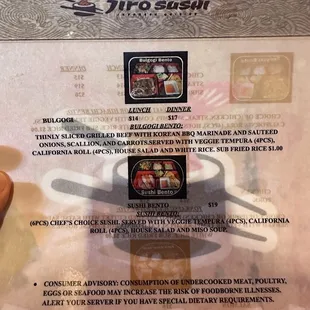 Jiro Sushi
JAPANESE CUISINE
Bulgogi Bento
LUNCH DINNER
BULGOGI $14 $17
BULGOGI BENTO:
THINLY SLICED GRILLED BEEF WITH KOREAN BBQ MARINADE AND SAUTEED
ONIONS, SCALLION, AND CARROTS.SERVED WITH VEGGIE TEMPURA (4PCS),
CALIFORNIA ROLL (4PCS), HOUSE SALAD AND WHITE RICE. SUB FRIED RICE $1.00
Sushi Bento
SUSHI BENTO $19
SUSHI BENTO:
(6PCS) CHEF'S CHOICE SUSHI. SERVED WITH VEGGIE TEMPURA (4PCS), CALIFORNIA
ROLL (4PCS), HOUSE SALAD AND MISO SOUP.
• CONSUMER ADVISORY: CONSUMPTION OF UNDERCOOKED MEAT, POULTRY,
EGGS OR SEAFOOD MAY INCREASE THE RISK OF FOODBORNE ILLNESSES,
ALERT YOUR SERVER IF YOU HAVE SPECIAL DIETARY REQUIREMENTS.